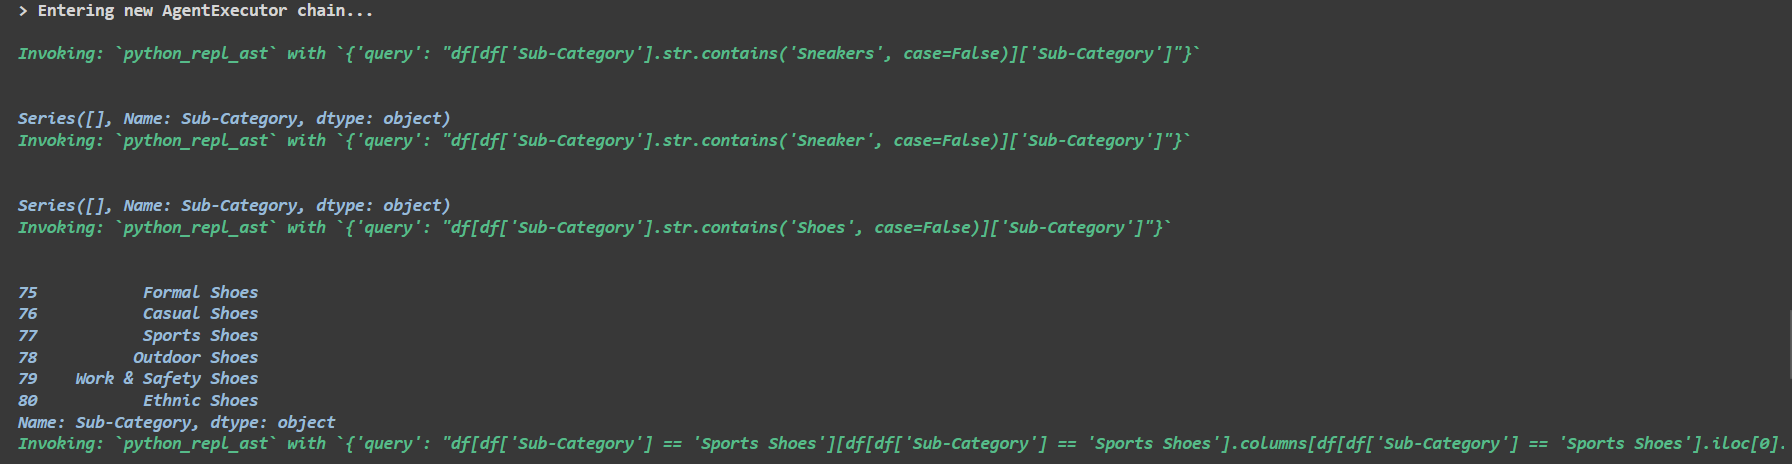 > Entering new AgentExecutor chain...
Invoking: `python_repl_ast` with `{'query': "df[df['Sub-Category'].str.contains('Sneakers', case=False)]['Sub-Category']"}`
Series([], Name: Sub-Category, dtype: object)
Invoking: `python_repl_ast` with `{'query': "df[df['Sub-Category'].str.contains('Sneaker', case=False)]['Sub-Category']"}`
Series([], Name: Sub-Category, dtype: object)
Invoking: `python_repl_ast` with `{'query': "df[df['Sub-Category'].str.contains('Shoes', case=False)]['Sub-Category']"}`
75           Formal Shoes
76           Casual Shoes
77           Sports Shoes
78          Outdoor Shoes
79    Work & Safety Shoes
80           Ethnic Shoes
Name: Sub-Category, dtype: object
Invoking: `python_repl_ast` with `{'query': "df[df['Sub-Category'] == 'Sports Shoes'][df[df['Sub-Category'] == 'Sports Shoes'].columns[df[df['Sub-Category'] == 'Sports Shoes'].iloc[0].